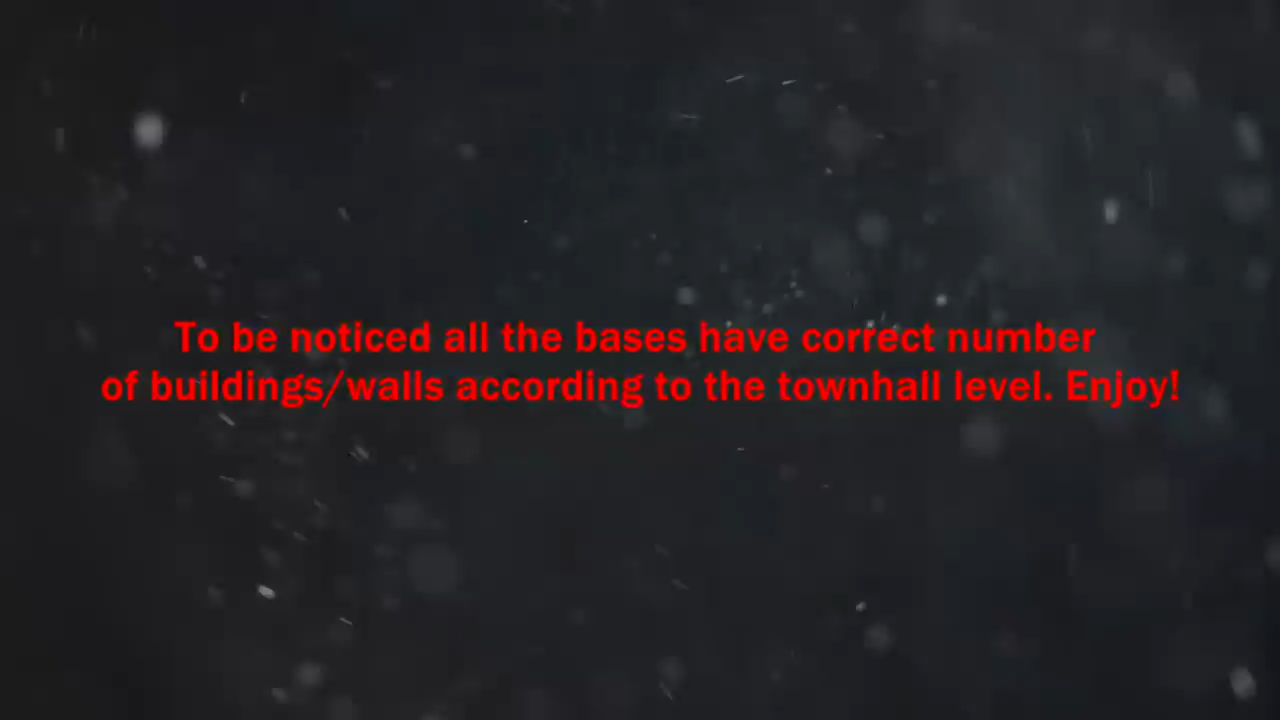 To be noticed all the bases have correct number
of buildings/walls according to the townhall level. Enjoy!